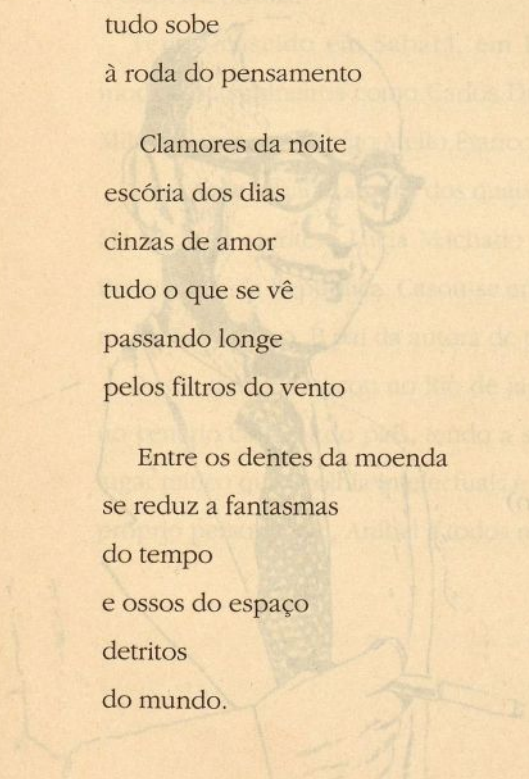 tudo sobe
à roda do pensamento
Clamores da noite
escória dos dias
cinzas de amor
tudo o que se vê
passando longe
pelos filtros do vento
Entre os dentes da moenda
se reduz a fantasmas
do tempo
e ossos do espaço
detritos
do mundo.